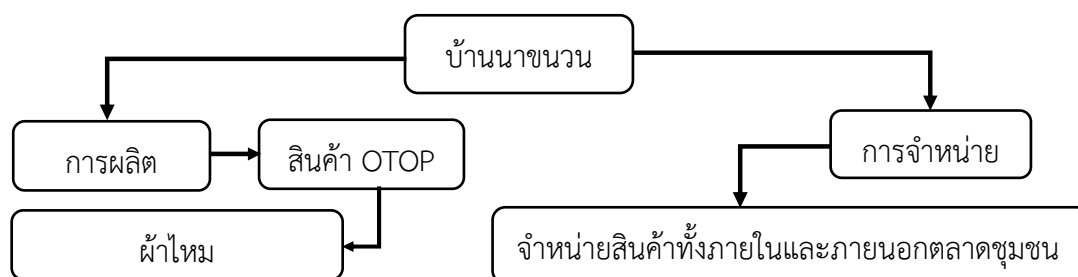 บ้านนาขนวน
การผลิต
สินค้า OTOP
การจำหน่าย
ผ้าไหม
จำหน่ายสินค้าทั้งภายในและภายนอกตลาดชุมชน